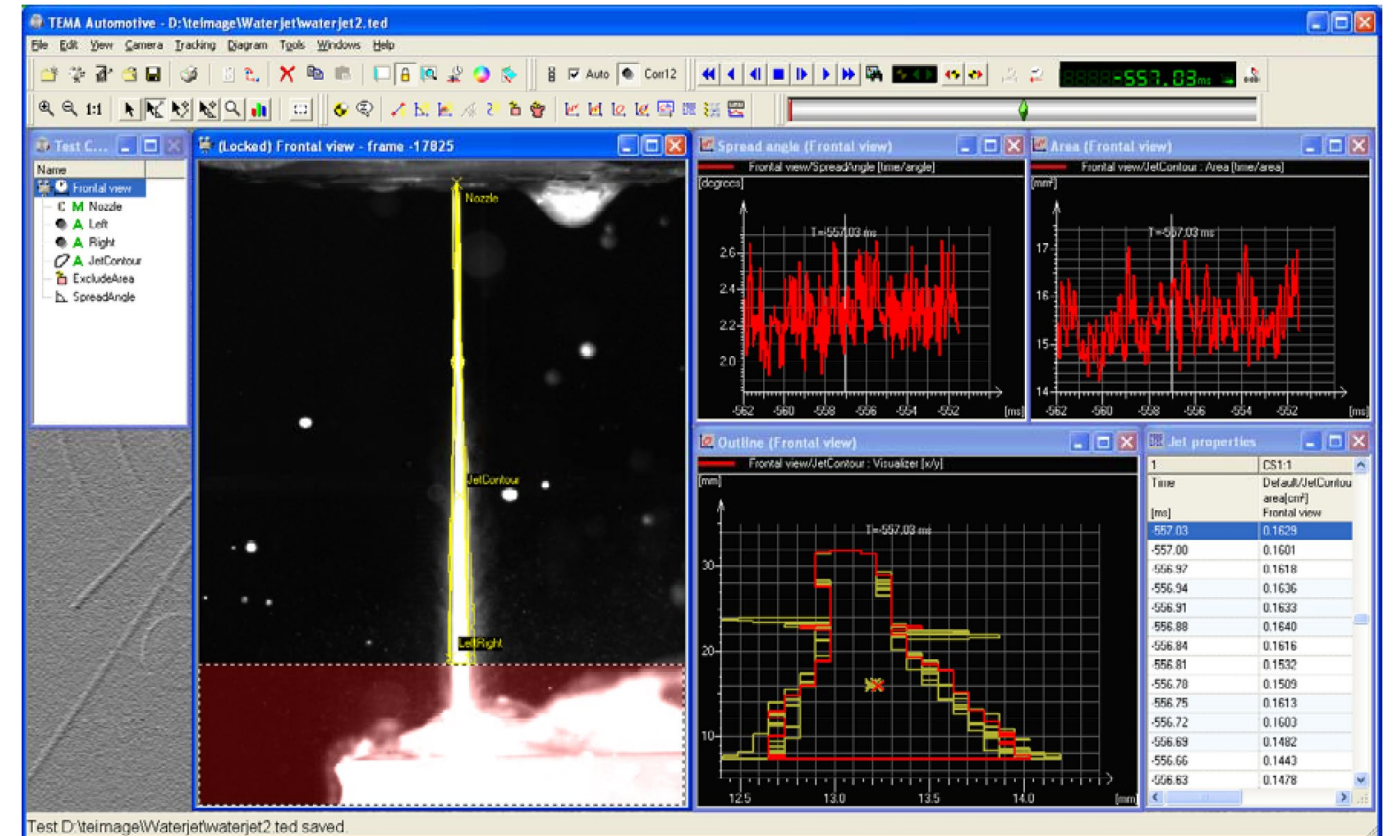 TEMA Automotive - D:\teimage\Waterjet\waterjet2.ted
File Edit View Camera Tracking Diagram Tools Windows Help
Auto Corr12 -557.03 ms
1:1
Test C...
Name
Frontal view
M Nozzle
A Left
A Right
A JetContour
ExcludeArea
SpreadAngle
(Locked) Frontal view - frame -17825
Nozzle
JetContour
LeftRight
Spread angle (Frontal view)
Frontal view/SpreadAngle [time/angle]
[degrees]
T=-557.03 ms
2.6
2.4
2.2
2.0
-562 -560 -558 -556 -554 -552 [ms]
Area (Frontal view)
Frontal view/JetContour : Area [time/area]
[mm²]
T=-557.03 ms
17
16
15
14
-562 -560 -558 -556 -554 -552 [ms]
Outline (Frontal view)
Frontal view/JetContour : Visualizer [x/y]
[mm]
T=-557.03 ms
30
20
10
12.5 13.0 13.5 14.0 [mm]
Jet properties
1 CS1:1
Time Default/JetContou
area[cm²]
[ms] Frontal view
-557.03 0.1629
-557.00 0.1601
-556.97 0.1618
-556.94 0.1636
-556.91 0.1633
-556.88 0.1640
-556.84 0.1616
-556.81 0.1532
-556.78 0.1509
-556.75 0.1613
-556.72 0.1603
-556.69 0.1482
-556.66 0.1443
-556.63 0.1478
Test D:\teimage\Waterjet\waterjet2.ted saved.